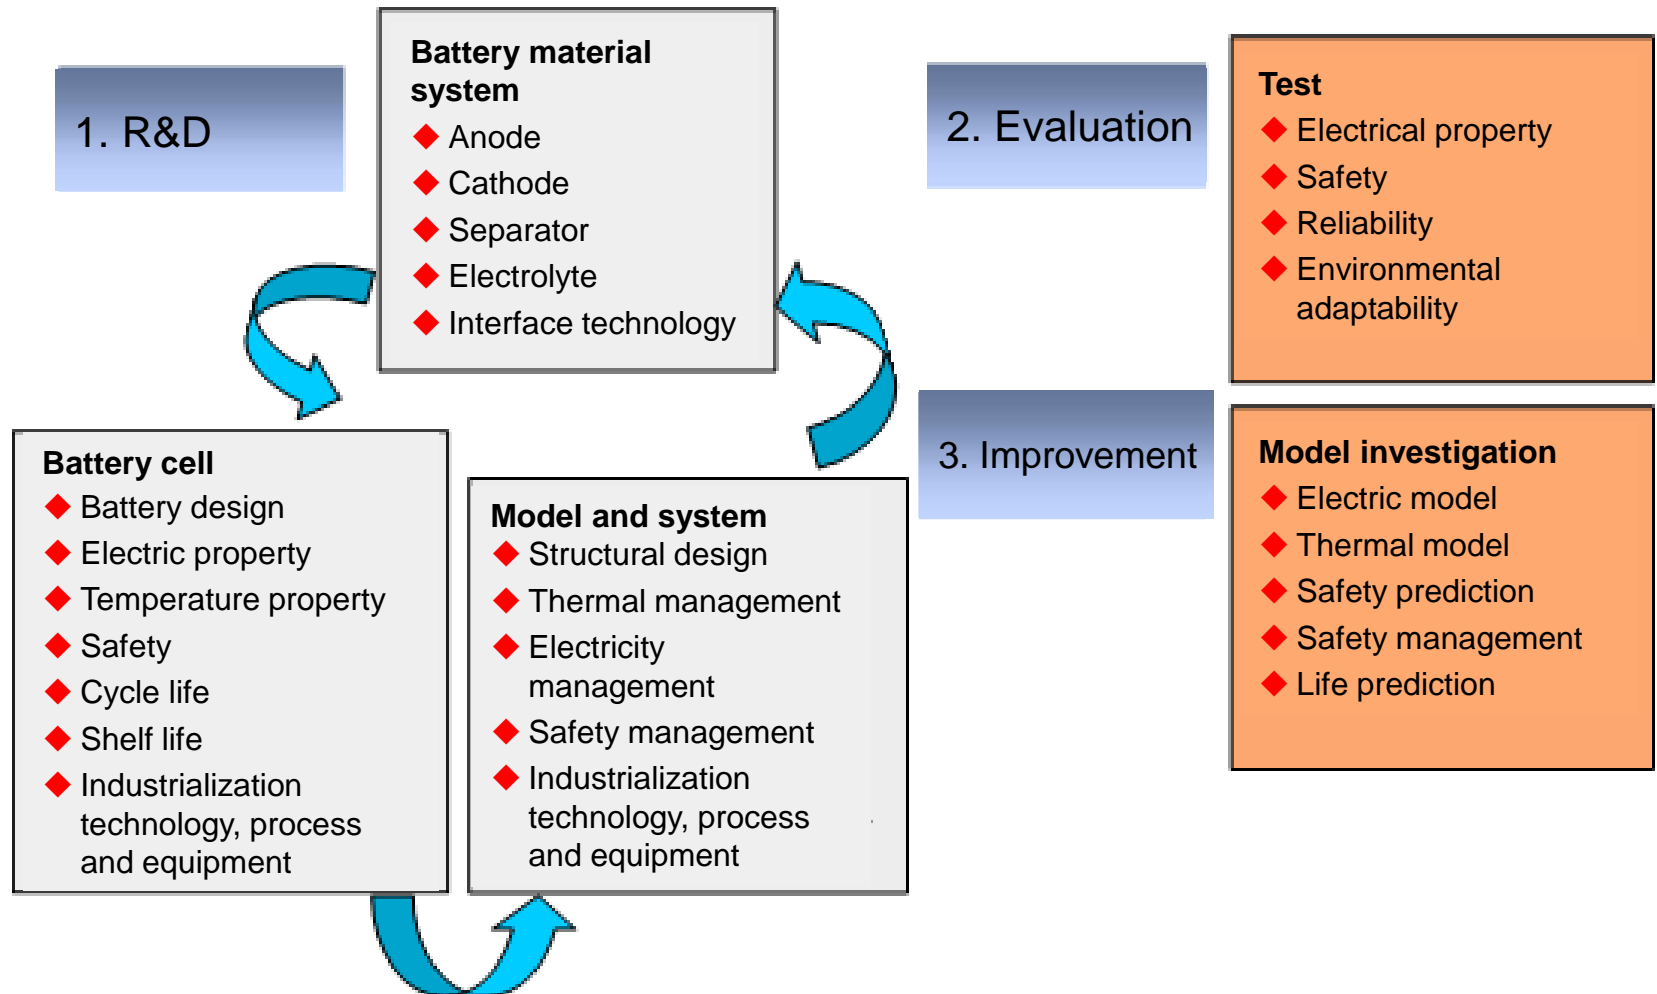 1. R&D
Battery material
system
Anode
Cathode
Separator
Electrolyte
Interface technology
Battery cell
Battery design
Electric property
Temperature property
Safety
Cycle life
Shelf life
Industrialization
technology, process
and equipment
Model and system
Structural design
Thermal management
Electricity
management
Safety management
Industrialization
technology, process
and equipment
2. Evaluation
Test
Electrical property
Safety
Reliability
Environmental
adaptability
3. Improvement
Model investigation
Electric model
Thermal model
Safety prediction
Safety management
Life prediction